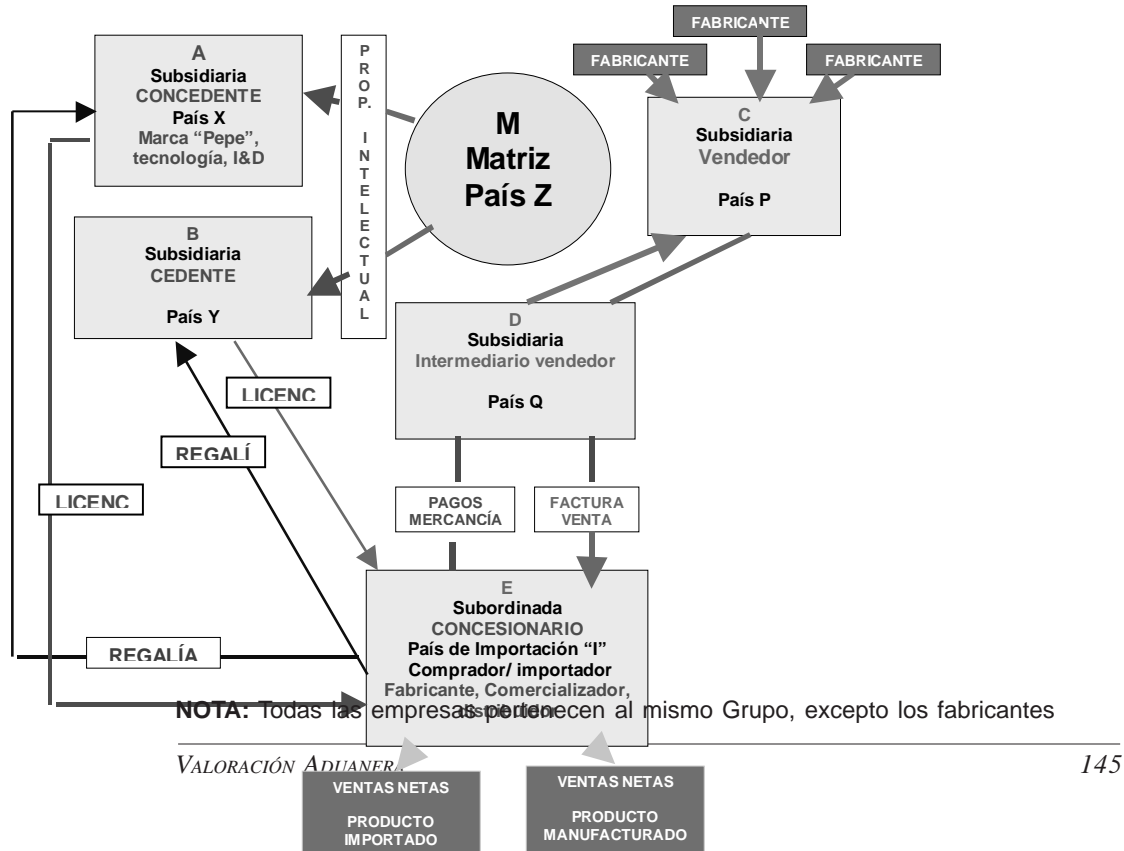 A
Subsidiaria
CONCEDENTE
País X
Marca “Pepe”,
tecnología, I&D
P
R
O
P.
I
N
T
E
L
E
C
T
U
A
L
M
Matriz
País Z
FABRICANTE
FABRICANTE
FABRICANTE
C
Subsidiaria
Vendedor
País P
B
Subsidiaria
CEDENTE
País Y
D
Subsidiaria
Intermediario vendedor
País Q
LICENC
REGALÍ
LICENC
PAGOS
MERCANCÍA
FACTURA
VENTA
REGALÍA
E
Subordinada
CONCESIONARIO
País de Importación “I”
Comprador/ importador
Fabricante, Comercializador,
distribuidor
NOTA: Todas las empresas pertenecen al mismo Grupo, excepto los fabricantes
VALORACIÓN ADUANERA
145
VENTAS NETAS
PRODUCTO
IMPORTADO
VENTAS NETAS
PRODUCTO
MANUFACTURADO